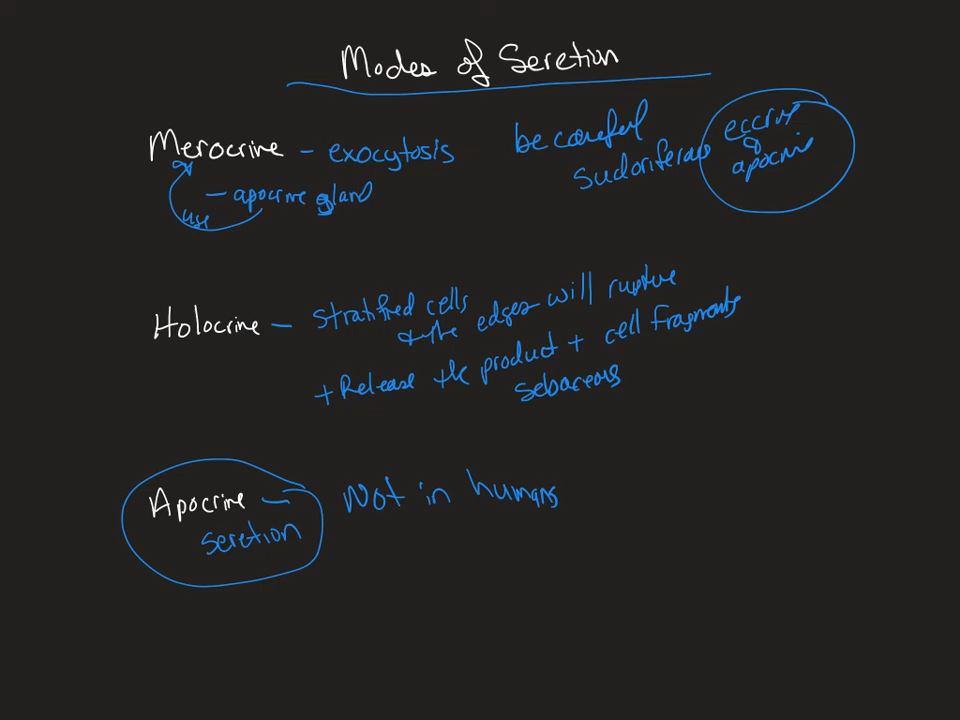 Modes of Seretion
Merocrine - exocytosis
- apocrine gland
use
be careful
sudoriferous eccrine
& apocrine
Holocrine - stratified cells
the edges will rupture
+ Release the product + cell fragments
sebaceous
Apocrine - Not in humans
seretion